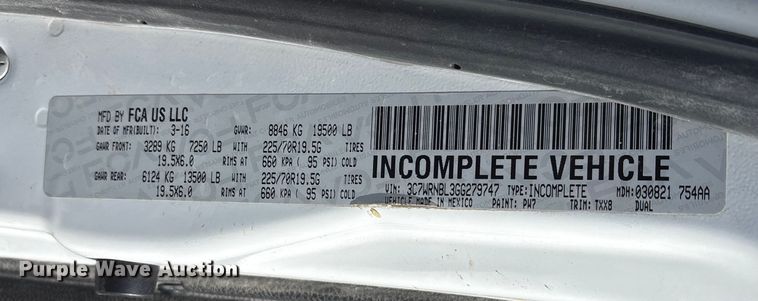 MFD BY FCA US LLC
DATE OF MFR(BUILT): 3-16 GVWR: 8846 KG 19500 LB
GAWR FRONT: 3289 KG 7250 LB 225/70R19.5G TIRES
19.5X6.0 RIMS AT 660 KPA ( 95 PSI) COLD
GAWR REAR: 6124 KG 13500 LB 225/70R19.5G TIRES
19.5X6.0 RIMS AT 660 KPA ( 95 PSI) COLD
INCOMPLETE VEHICLE
VIN: 3C7WRNBL3GG279747 TYPE: INCOMPLETE MDH: 030821 754AA
VEHICLE MADE IN MEXICO PAINT: PW7 TRIM: TXX8 DUAL
Purple Wave Auction